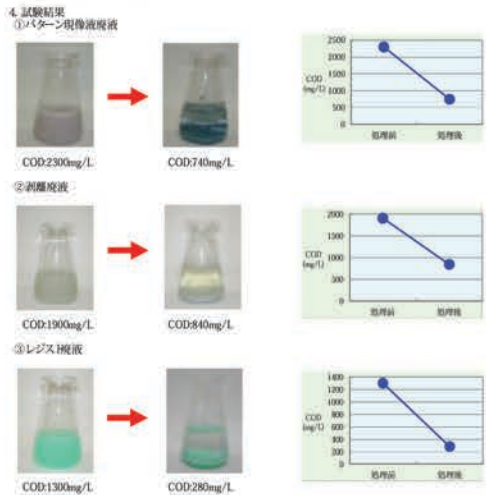 4. 試験結果
①パターン現像液廃液
COD:2300mg/L
COD:740mg/L
COD
(mg/L)
2500
2000
1500
1000
500
0
処理前
処理後
②剥離廃液
COD:1900mg/L
COD:840mg/L
COD
(mg/L)
2000
1500
1000
500
0
処理前
処理後
③レジスト廃液
COD:1300mg/L
COD:280mg/L
COD
(mg/L)
1400
1200
1000
800
600
400
200
0
処理前
処理後